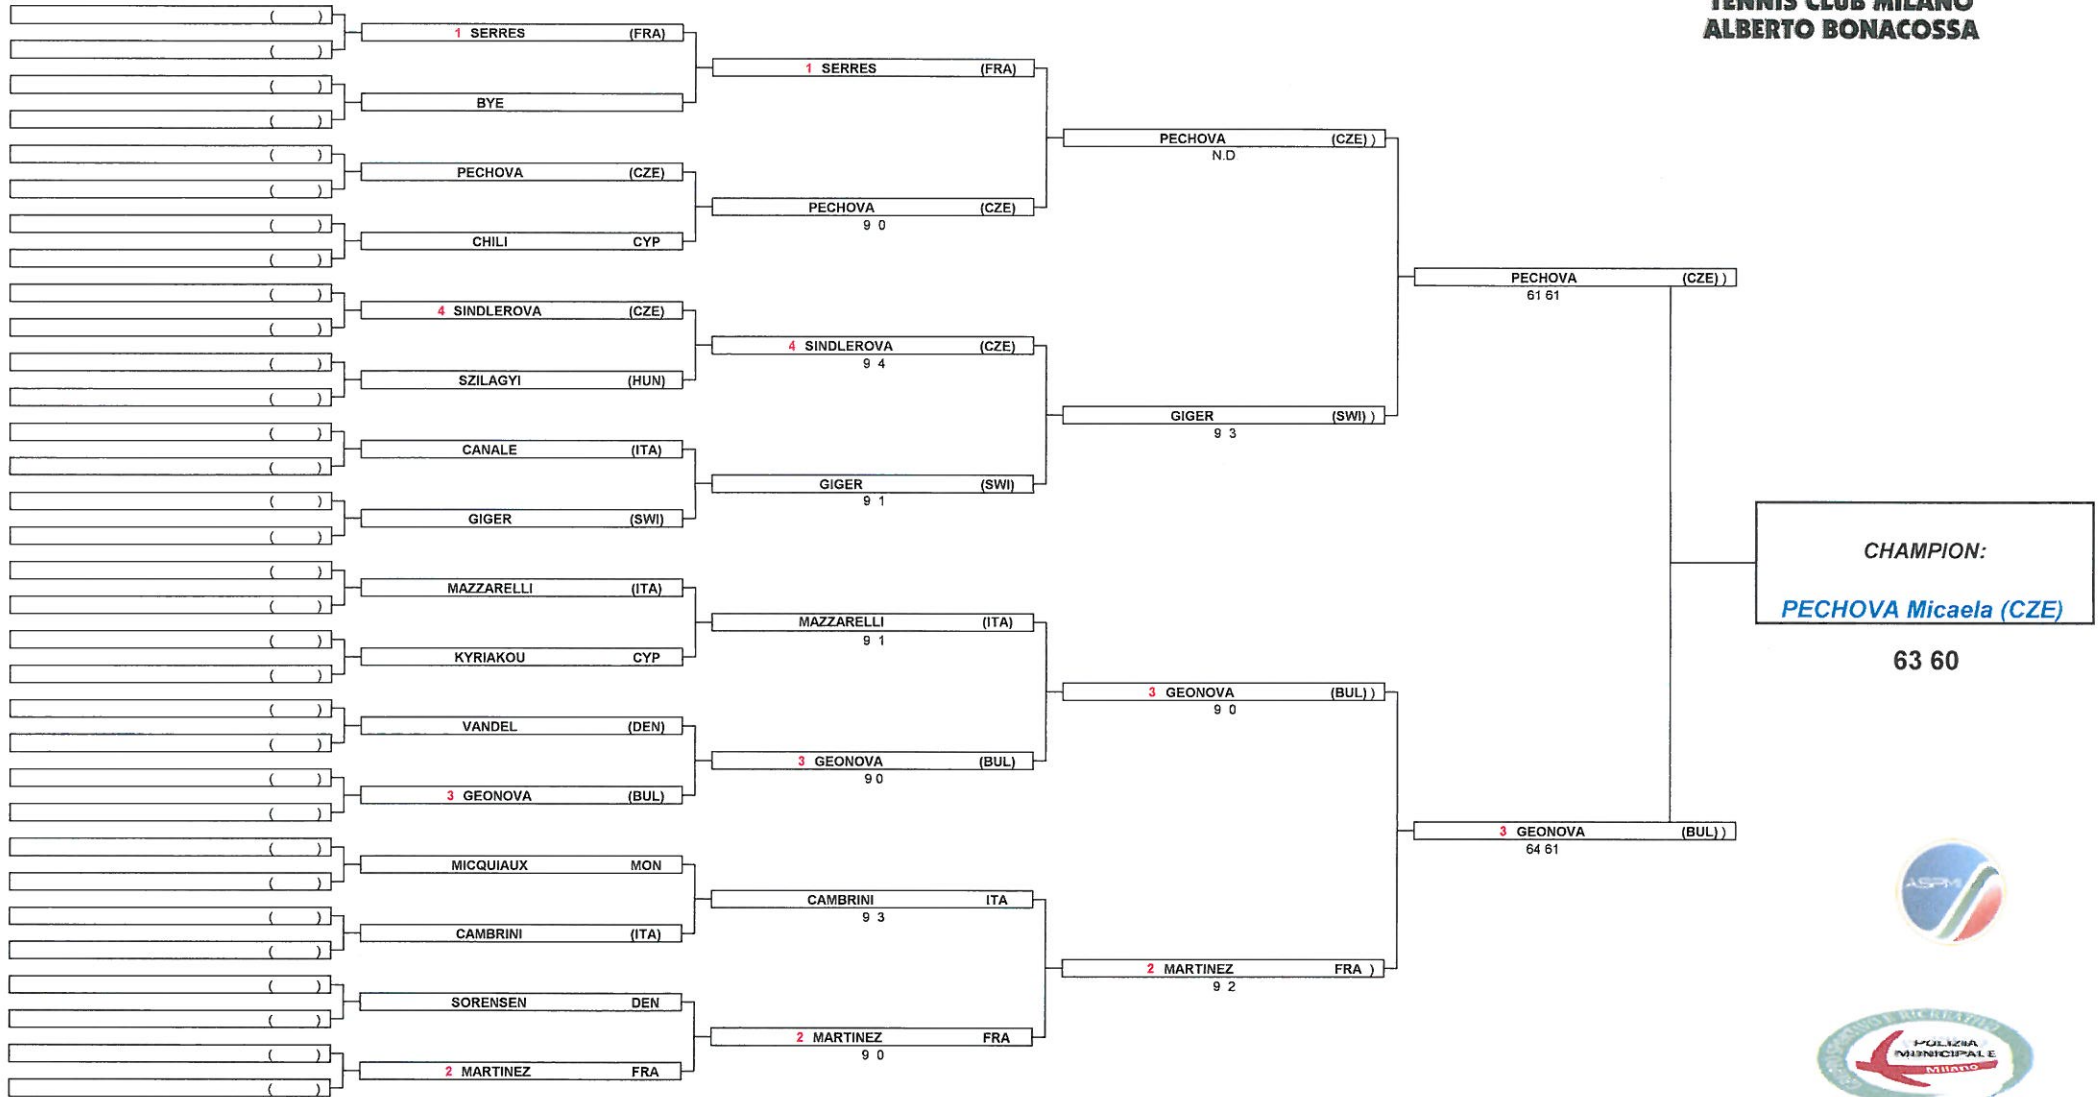 TENNIS CLUB MILANO
ALBERTO BONACOSSA
1 SERRES (FRA)
BYE
PECHOVA (CZE)
CHILI CYP
4 SINDLEROVA (CZE)
SZILAGYI (HUN)
CANALE (ITA)
GIGER (SWI)
MAZZARELLI (ITA)
KYRIAKOU CYP
VANDEL (DEN)
3 GEONOVA (BUL)
MICQUIAUX MON
CAMBRINI (ITA)
SORENSEN DEN
2 MARTINEZ FRA
1 SERRES (FRA)
PECHOVA (CZE)
9 0
4 SINDLEROVA (CZE)
9 4
GIGER (SWI)
9 1
MAZZARELLI (ITA)
9 1
3 GEONOVA (BUL)
9 0
CAMBRINI ITA
9 3
2 MARTINEZ FRA
9 0
PECHOVA (CZE) )
N.D
GIGER (SWI) )
9 3
3 GEONOVA (BUL) )
9 0
2 MARTINEZ FRA )
9 2
PECHOVA (CZE) )
61 61
3 GEONOVA (BUL) )
64 61
CHAMPION:
PECHOVA Micaela (CZE)
63 60
ASPMI
POLIZIA
MUNICIPALE
Milano